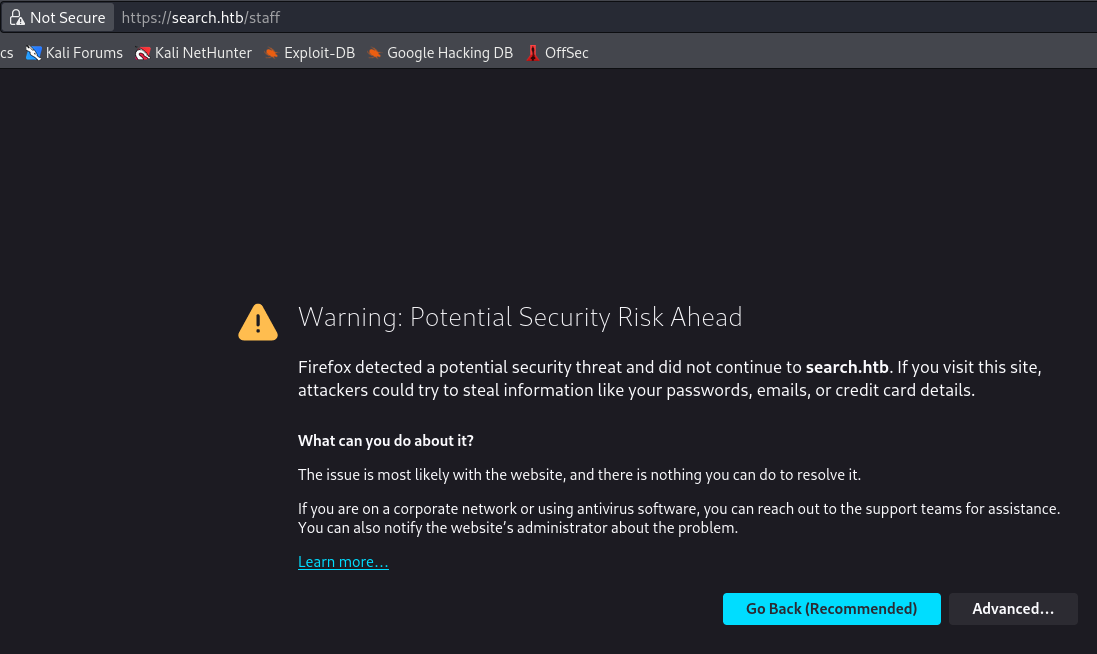 Not Secure https://search.htb/staff
cs Kali Forums Kali NetHunter Exploit-DB Google Hacking DB OffSec
Warning: Potential Security Risk Ahead
Firefox detected a potential security threat and did not continue to search.htb. If you visit this site,
attackers could try to steal information like your passwords, emails, or credit card details.
What can you do about it?
The issue is most likely with the website, and there is nothing you can do to resolve it.
If you are on a corporate network or using antivirus software, you can reach out to the support teams for assistance.
You can also notify the website’s administrator about the problem.
Learn more…
Go Back (Recommended) Advanced…